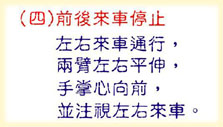 (四)前後來車停止
左右來車通行，
兩臂左右平伸，
手掌心向前，
並注視左右來車。